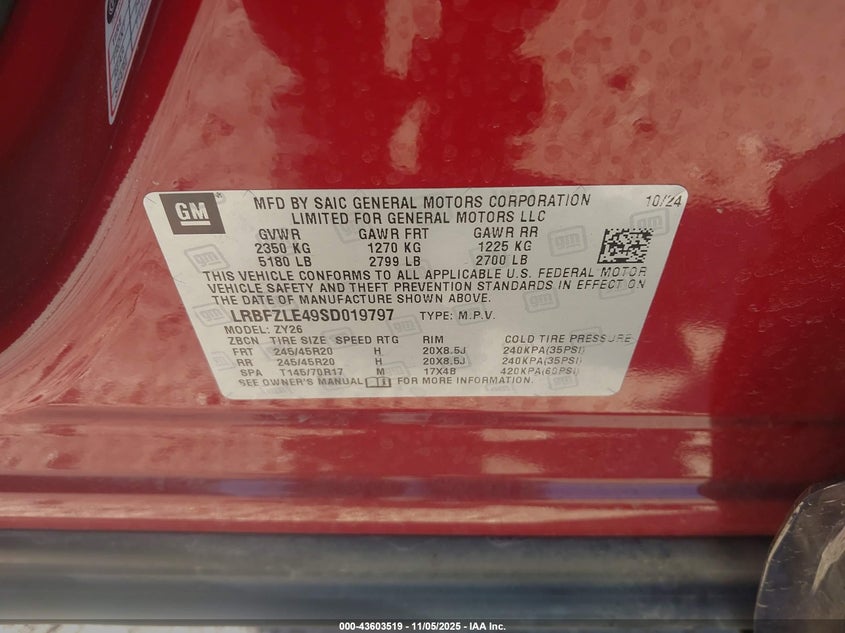 GM
MFD BY SAIC GENERAL MOTORS CORPORATION 10/24
LIMITED FOR GENERAL MOTORS LLC
GVWR GAWR FRT GAWR RR
2350 KG 1270 KG 1225 KG
5180 LB 2799 LB 2700 LB
THIS VEHICLE CONFORMS TO ALL APPLICABLE U.S. FEDERAL MOTOR
VEHICLE SAFETY AND THEFT PREVENTION STANDARDS IN EFFECT ON
THE DATE OF MANUFACTURE SHOWN ABOVE.
LRBFZLE49SD019797 TYPE: M.P.V.
MODEL: ZY26
ZBCN TIRE SIZE SPEED RTG RIM COLD TIRE PRESSURE
FRT 245/45R20 H 20X8.5J 240KPA(35PSI)
RR 245/45R20 H 20X8.5J 240KPA(35PSI)
SPA T145/70R17 M 17X4B 420KPA(60PSI)
SEE OWNER'S MANUAL FOR MORE INFORMATION.
000-43603519 - 11/05/2025 - IAA Inc.